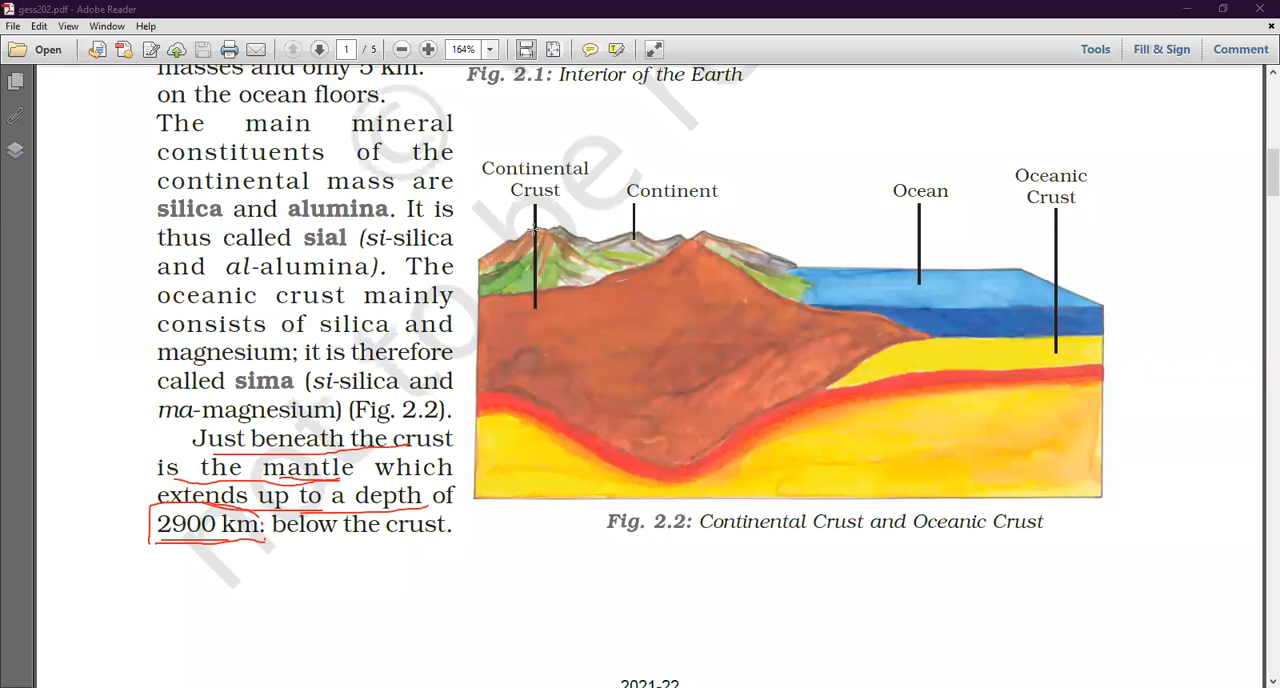 gess202.pdf - Adobe Reader
File Edit View Window Help
Open 1 / 5 164% Tools Fill & Sign Comment
masses and only 5 km.
on the ocean floors.
The main mineral
constituents of the
continental mass are
silica and alumina. It is
thus called sial (si-silica
and al-alumina). The
oceanic crust mainly
consists of silica and
magnesium; it is therefore
called sima (si-silica and
ma-magnesium) (Fig. 2.2).
Just beneath the crust
is the mantle which
extends up to a depth of
2900 km. below the crust.
Fig. 2.1: Interior of the Earth
Continental
Crust
Continent
Ocean
Oceanic
Crust
Fig. 2.2: Continental Crust and Oceanic Crust
©
not to be r
2021-22